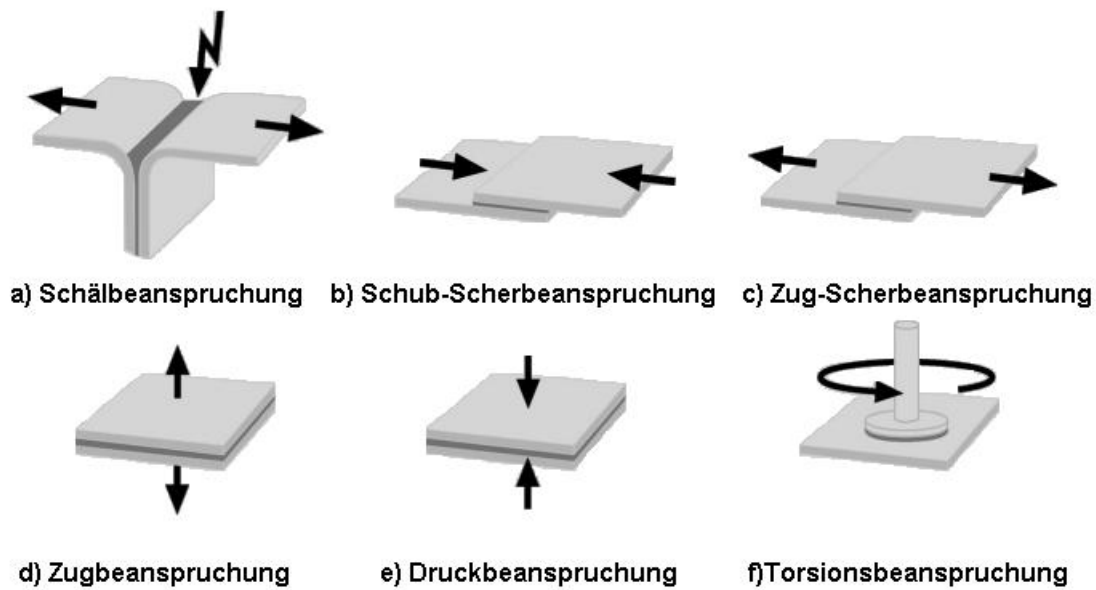 a) Schälbeanspruchung b) Schub-Scherbeanspruchung c) Zug-Scherbeanspruchung
d) Zugbeanspruchung e) Druckbeanspruchung f)Torsionsbeanspruchung